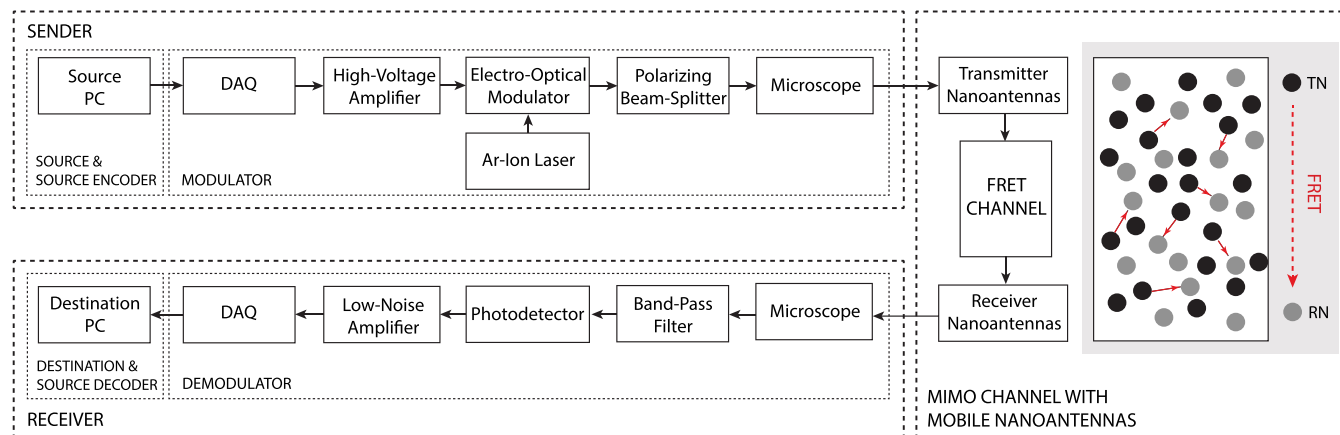 SENDER
Source
PC
DAQ
High-Voltage
Amplifier
Electro-Optical
Modulator
Polarizing
Beam-Splitter
Microscope
Ar-Ion Laser
SOURCE &
SOURCE ENCODER
MODULATOR
Transmitter
Nanoantennas
FRET
CHANNEL
Receiver
Nanoantennas
TN
FRET
RN
MIMO CHANNEL WITH
MOBILE NANOANTENNAS
Destination
PC
DAQ
Low-Noise
Amplifier
Photodetector
Band-Pass
Filter
Microscope
DESTINATION &
SOURCE DECODER
DEMODULATOR
RECEIVER